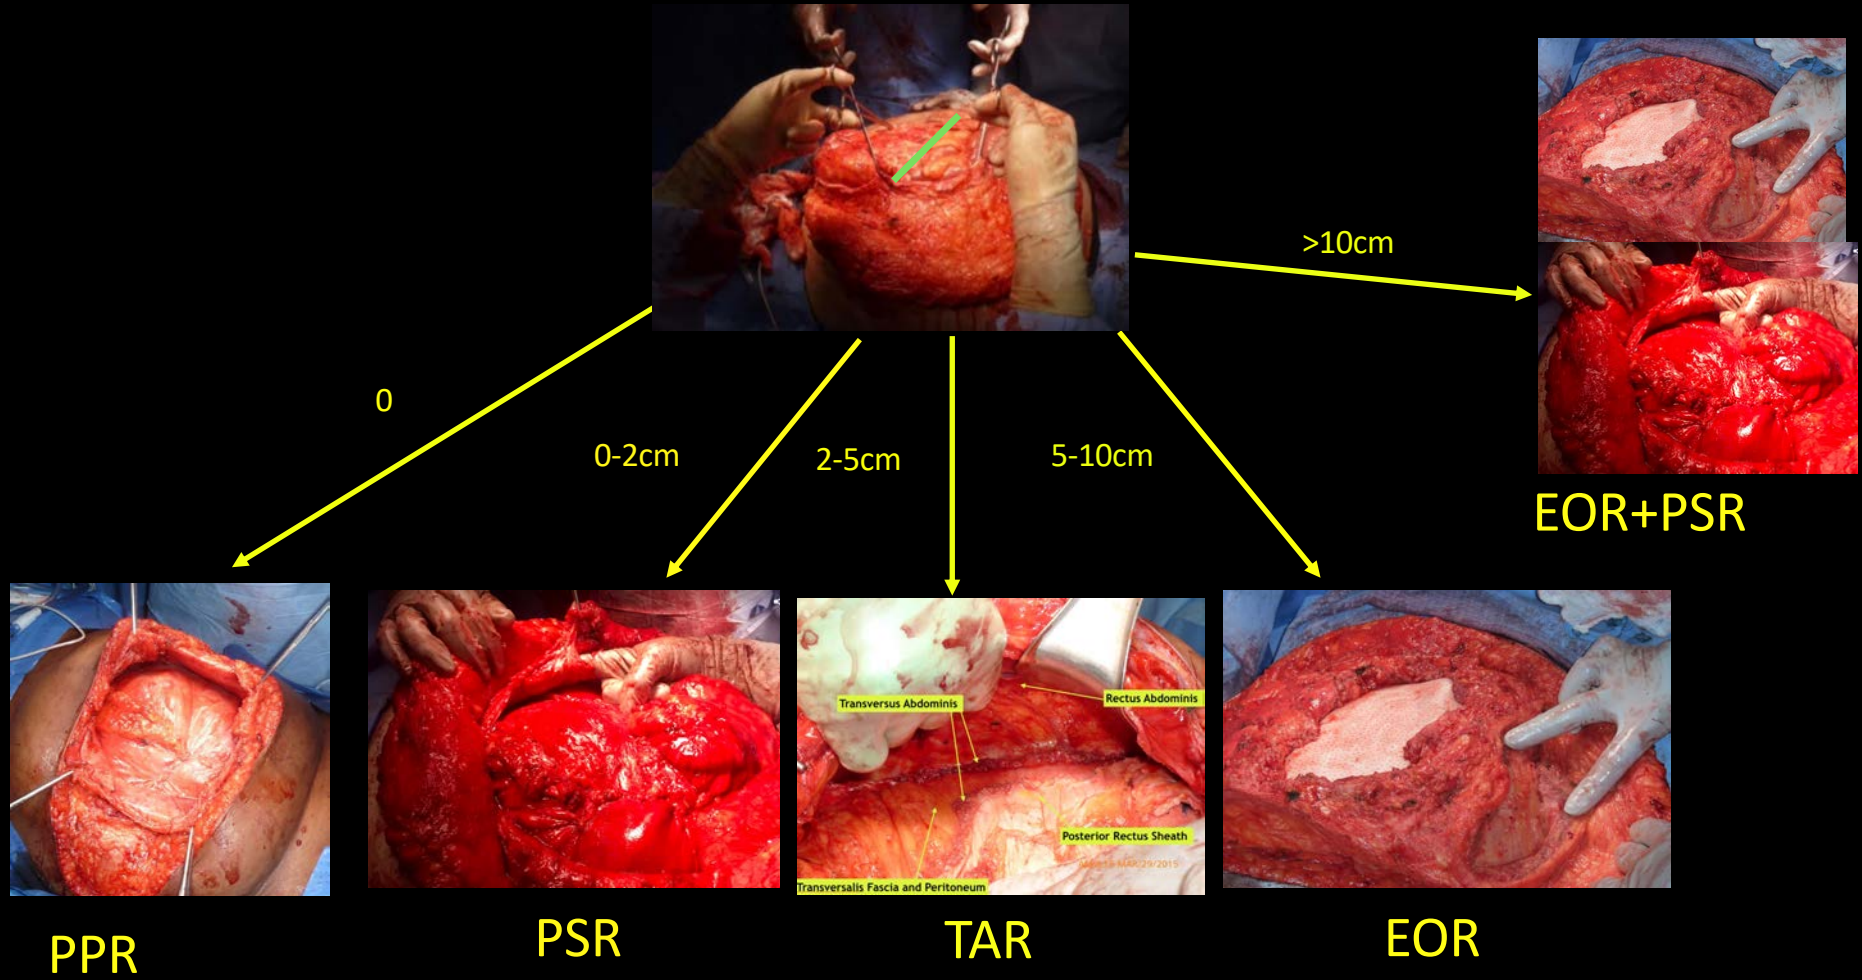 >10cm
0
0-2cm
2-5cm
5-10cm
EOR+PSR
Transversus Abdominis
Rectus Abdominis
Posterior Rectus Sheath
Transversalis Fascia and Peritoneum
PPR
PSR
TAR
EOR